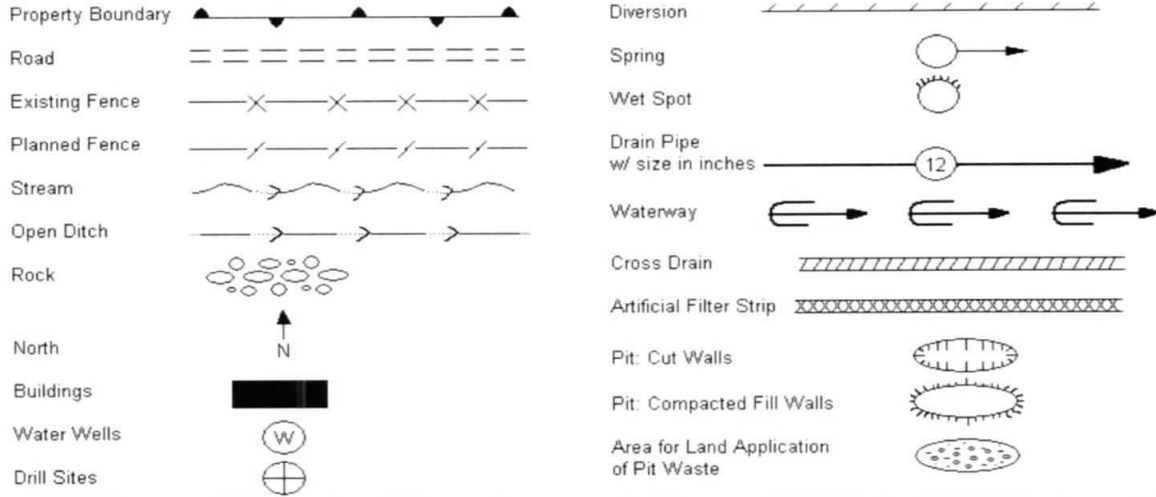 Property Boundary
Road
Existing Fence
Planned Fence
Stream
Open Ditch
Rock
North
N
Buildings
Water Wells
W
Drill Sites
Diversion
Spring
Wet Spot
Drain Pipe
w/ size in inches
12
Waterway
Cross Drain
Artificial Filter Strip
Pit: Cut Walls
Pit: Compacted Fill Walls
Area for Land Application
of Pit Waste